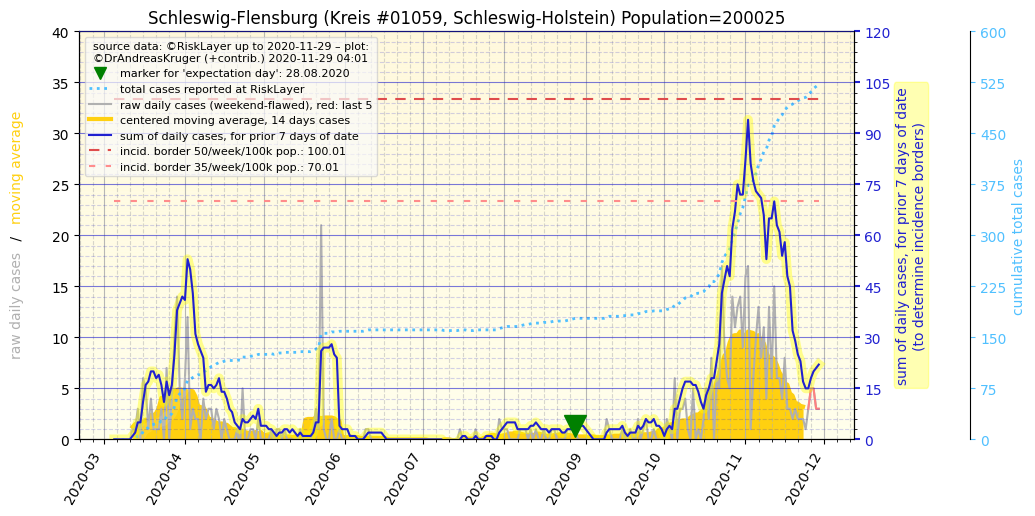 Schleswig-Flensburg (Kreis #01059, Schleswig-Holstein) Population=200025
source data: ©RiskLayer up to 2020-11-29 – plot:
©DrAndreasKruger (+contrib.) 2020-11-29 04:01
marker for 'expectation day': 28.08.2020
total cases reported at RiskLayer
raw daily cases (weekend-flawed), red: last 5
centered moving average, 14 days cases
sum of daily cases, for prior 7 days of date
incid. border 50/week/100k pop.: 100.01
incid. border 35/week/100k pop.: 70.01
raw daily cases / moving average
40
35
30
25
20
15
10
5
0
2020-03
2020-04
2020-05
2020-06
2020-07
2020-08
2020-09
2020-10
2020-11
2020-12
120
105
90
75
60
45
30
15
0
sum of daily cases, for prior 7 days of date
(to determine incidence borders)
600
525
450
375
300
225
150
75
0
cumulative total cases